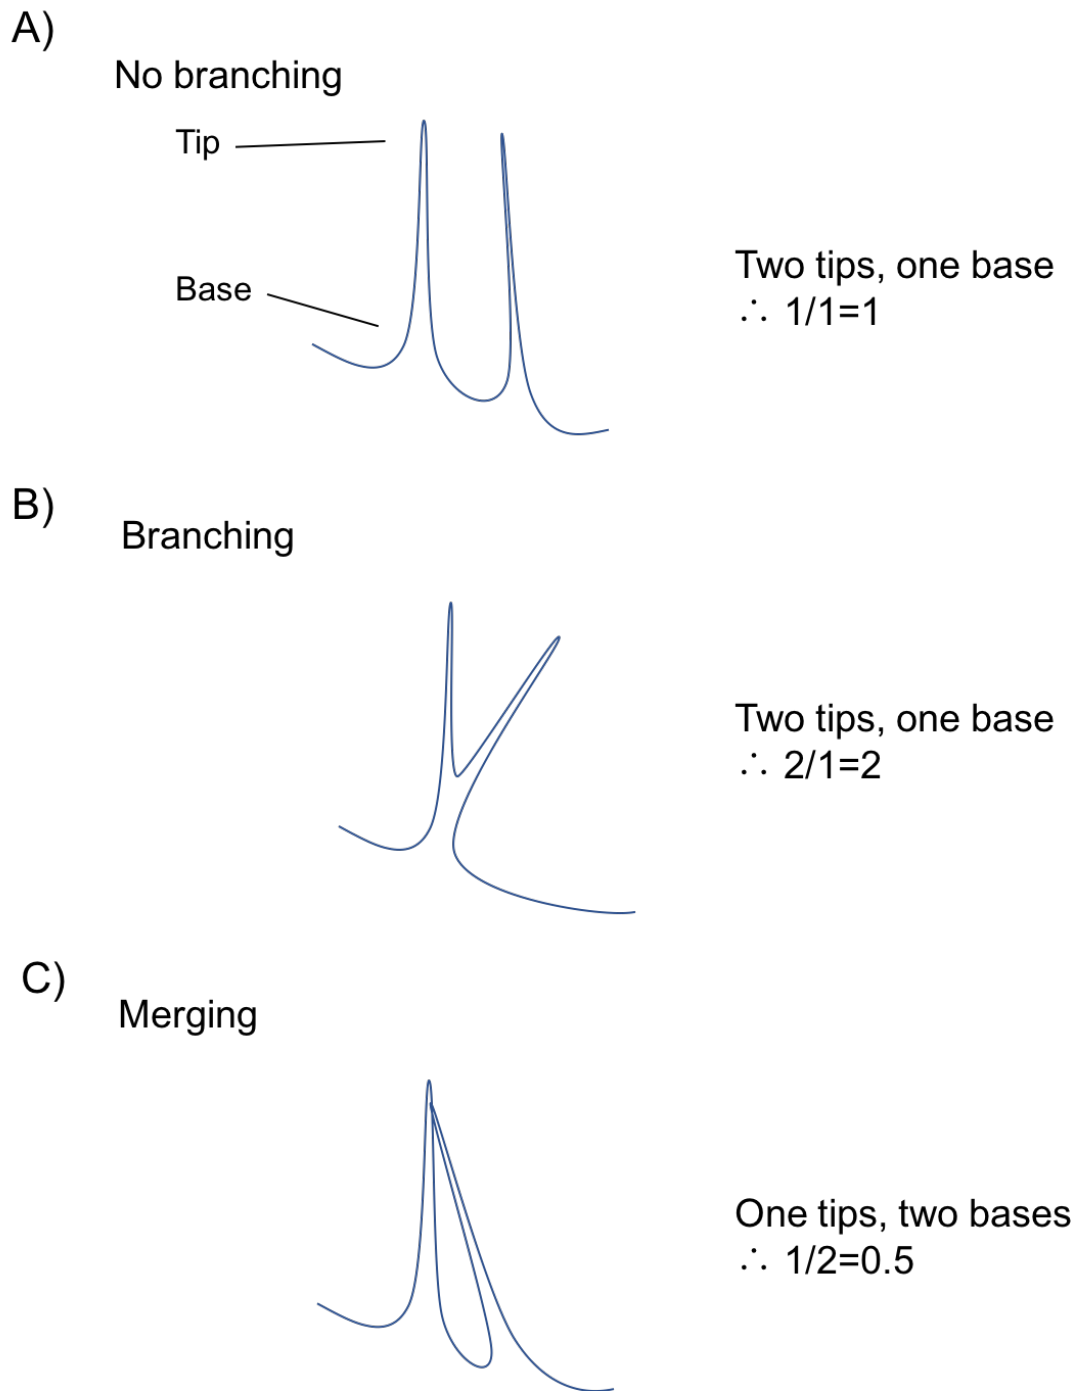 A)
No branching
Tip
Base
Two tips, one base
∴ 1/1=1
B)
Branching
Two tips, one base
∴ 2/1=2
C)
Merging
One tips, two bases
∴ 1/2=0.5